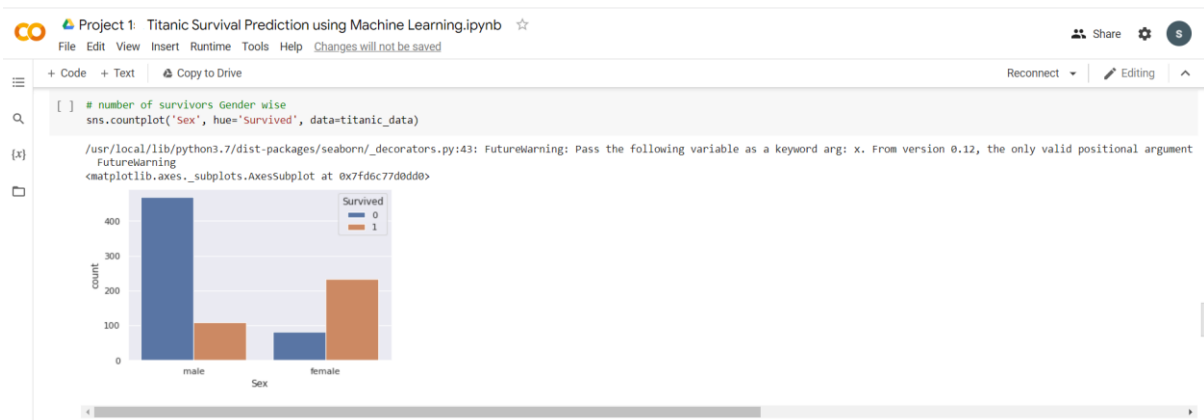 Project 1: Titanic Survival Prediction using Machine Learning.ipynb
File Edit View Insert Runtime Tools Help Changes will not be saved
Share
S
+ Code + Text Copy to Drive
Reconnect Editing
[ ] # number of survivors Gender wise
sns.countplot('Sex', hue='Survived', data=titanic_data)
{x}
/usr/local/lib/python3.7/dist-packages/seaborn/_decorators.py:43: FutureWarning: Pass the following variable as a keyword arg: x. From version 0.12, the only valid positional argument
FutureWarning
<matplotlib.axes._subplots.AxesSubplot at 0x7fd6c77d0dd0>
Survived
0
1
400
300
200
100
0
count
male female
Sex